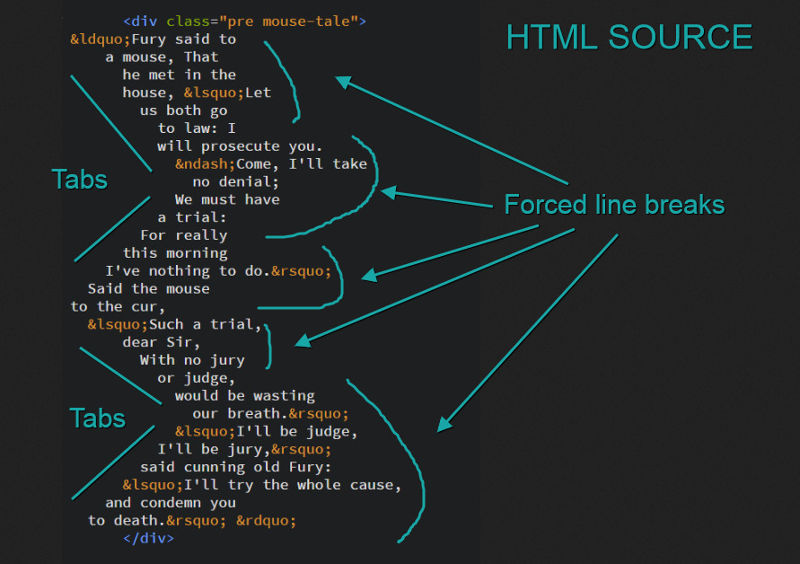 HTML SOURCE
<div class="pre mouse-tale">
&ldquo;Fury said to
a mouse, That
he met in the
house, &lsquo;Let
us both go
to law: I
will prosecute you.
&ndash;Come, I'll take
no denial;
We must have
a trial:
For really
this morning
I've nothing to do.&rsquo;
Said the mouse
to the cur,
&lsquo;Such a trial,
dear Sir,
With no jury
or judge,
would be wasting
our breath.&rsquo;
&lsquo;I'll be judge,
I'll be jury,&rsquo;
said cunning old Fury:
&lsquo;I'll try the whole cause,
and condemn you
to death.&rsquo; &rdquo;
</div>
Tabs
Tabs
Forced line breaks